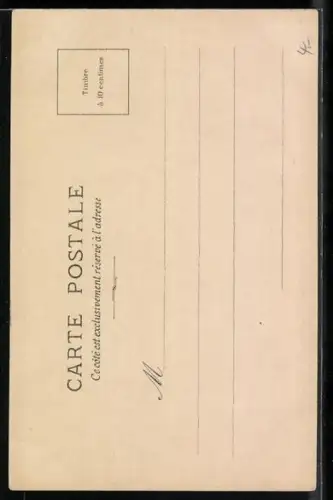 CARTE POSTALE
Ce côté est exclusivement réservé à l'adresse
Timbre
à 10 centimes
M